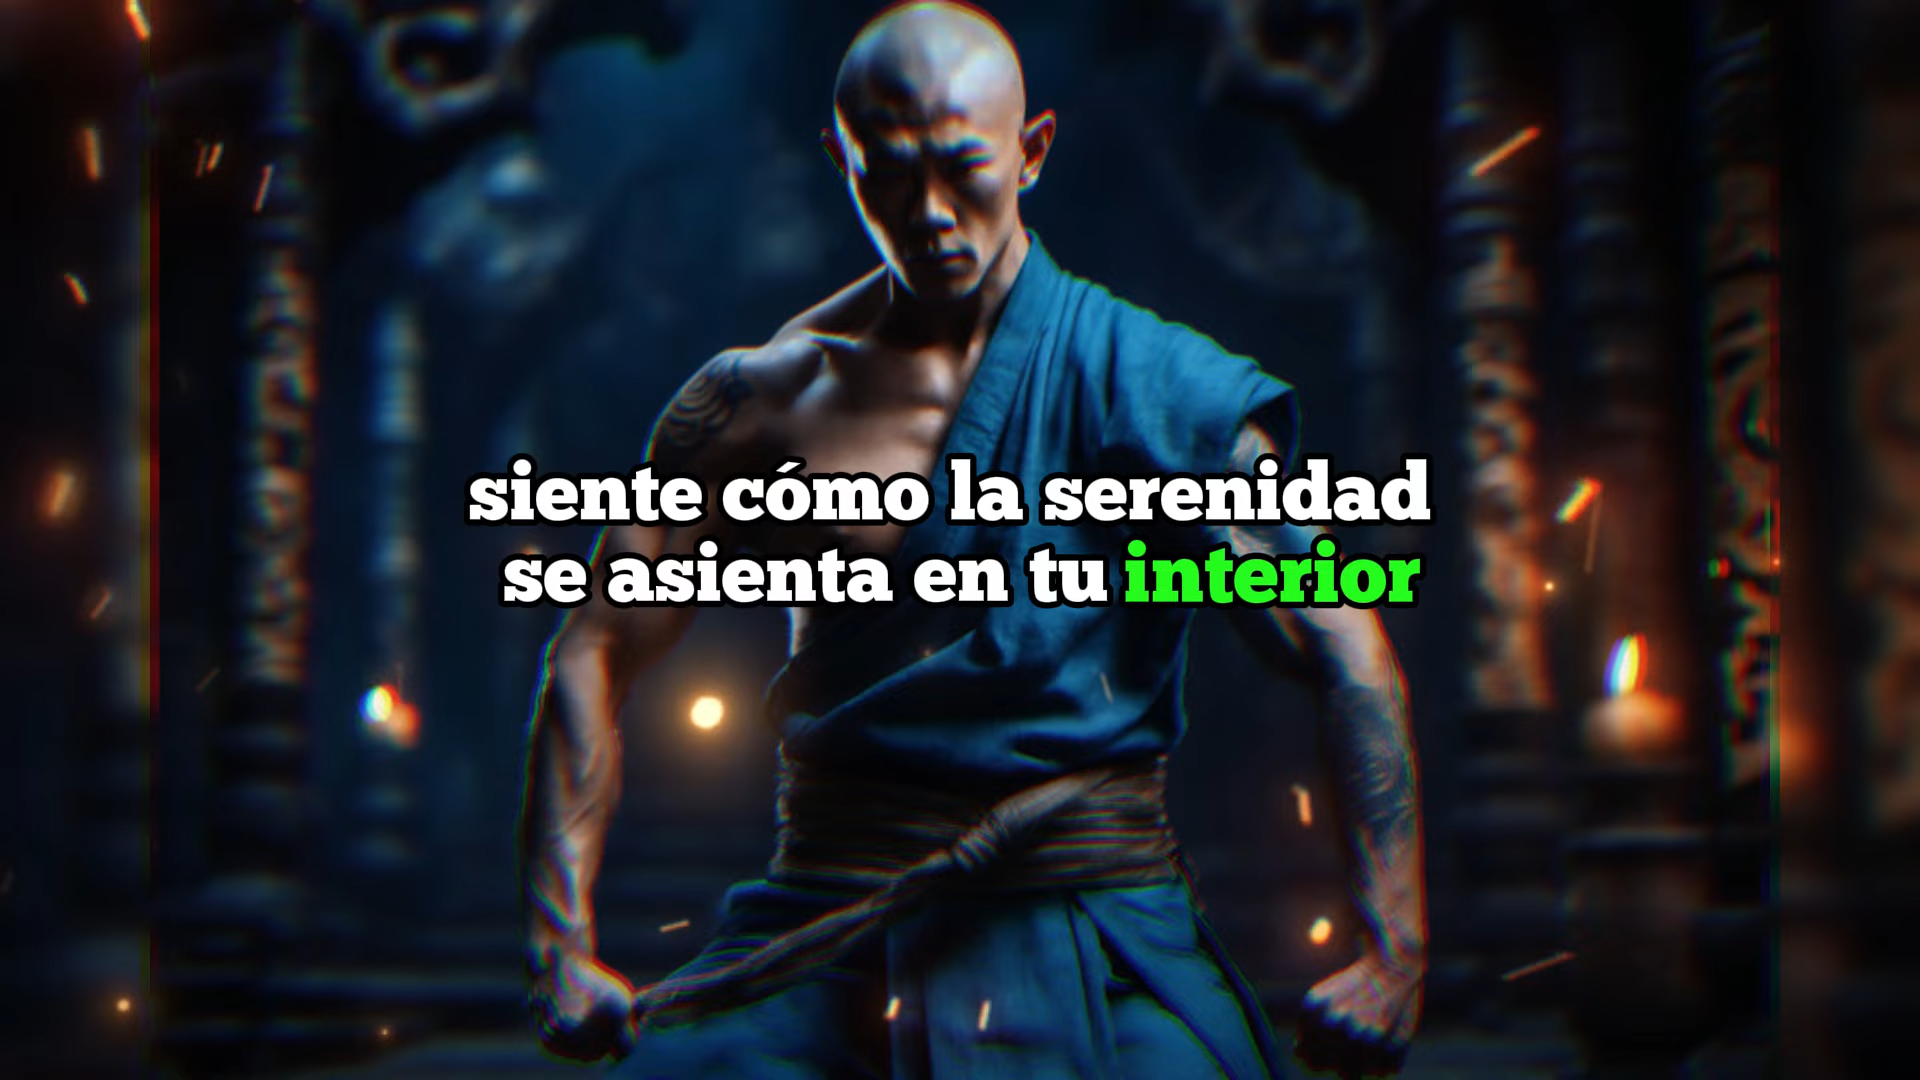 siente cómo la serenidad
se asienta en tu interior